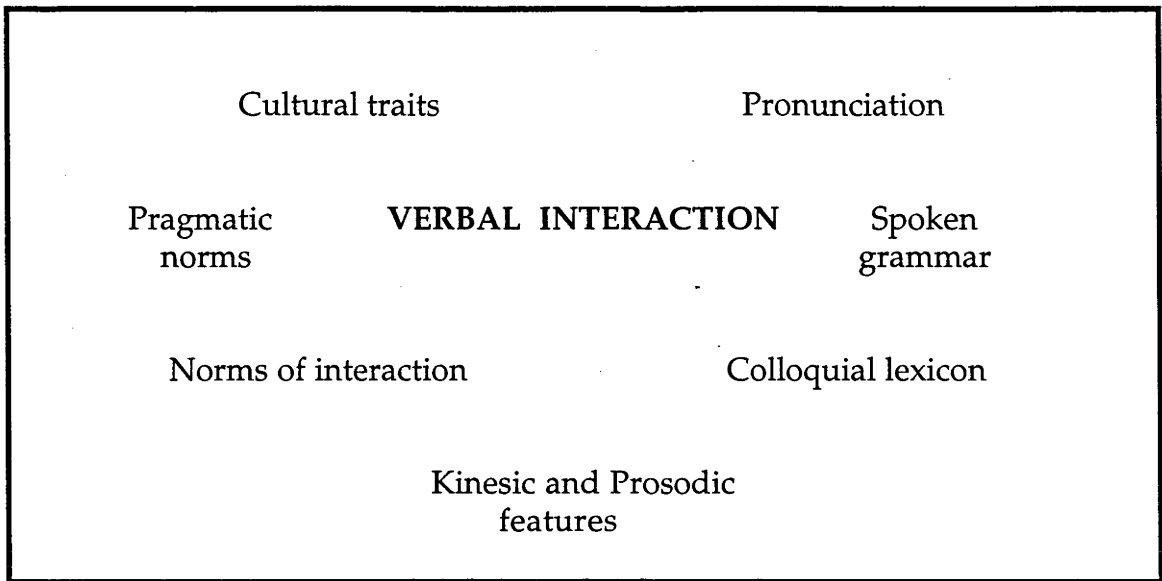 Cultural traits Pronunciation
Pragmatic norms
VERBAL INTERACTION
Spoken grammar
Norms of interaction Colloquial lexicon
Kinesic and Prosodic
features